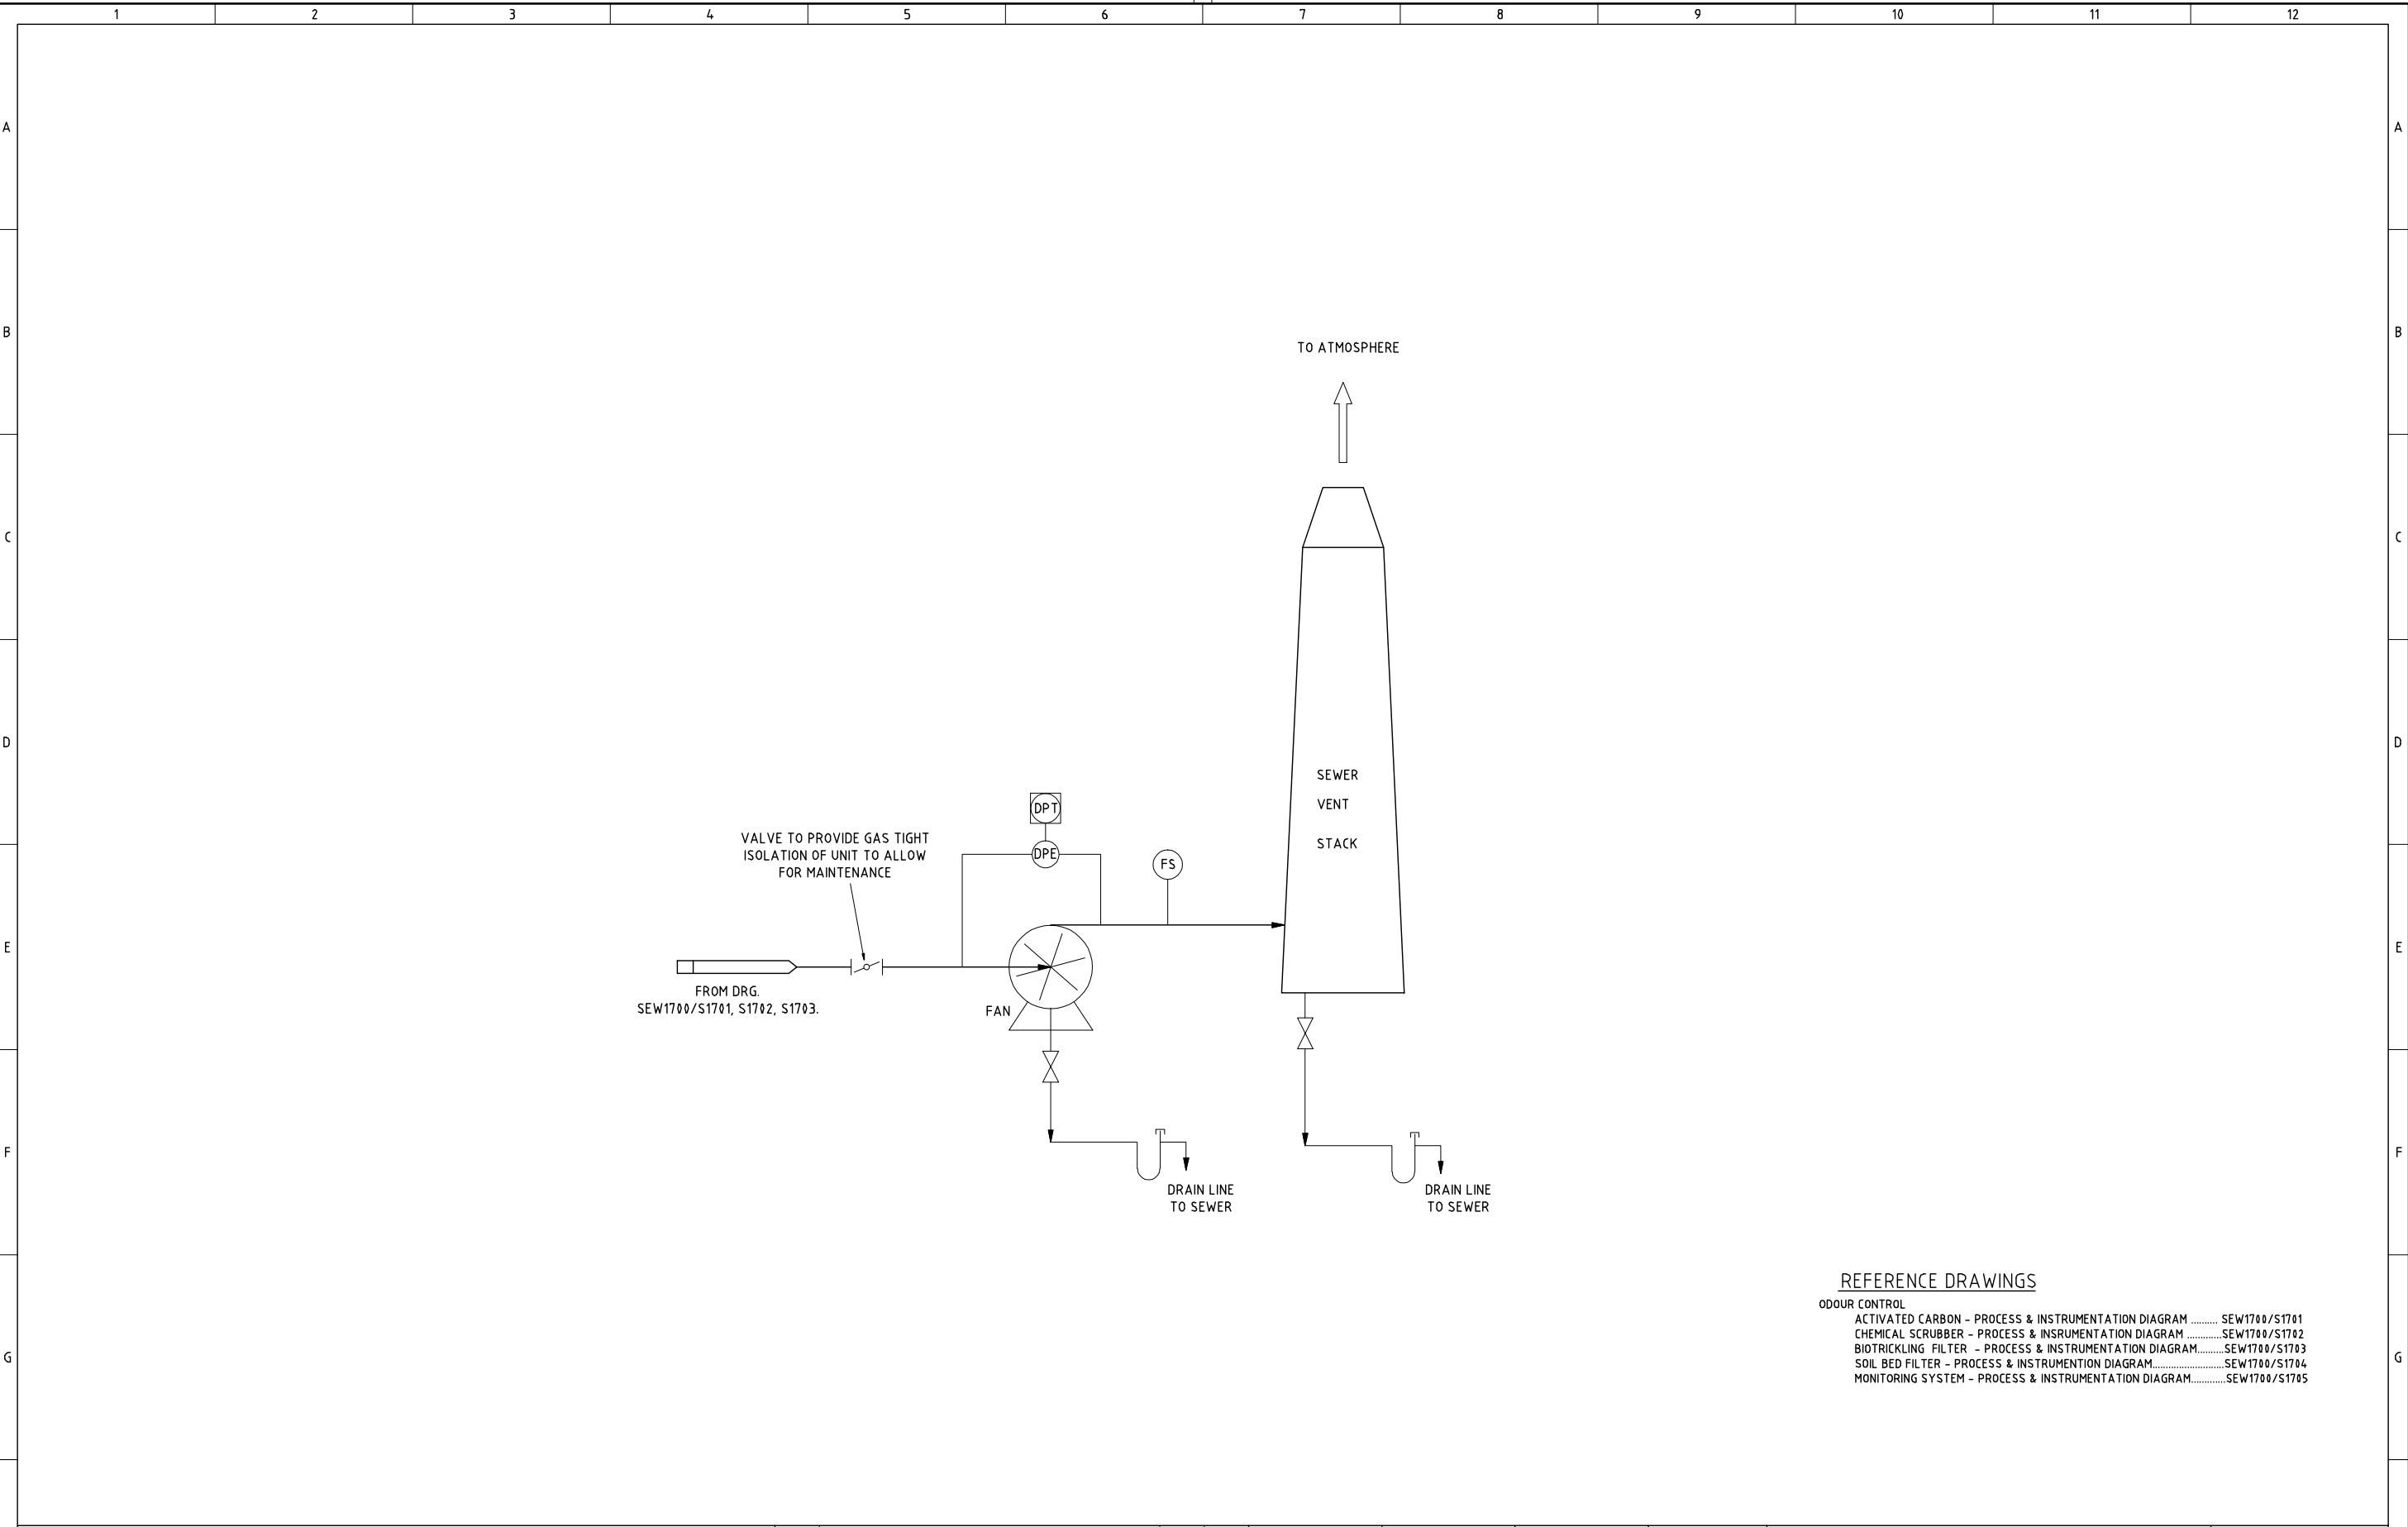 1 2 3 4 5 6 7 8 9 10 11 12
A A
B B
TO ATMOSPHERE
C C
D D
SEWER
VENT
STACK
DPT
DPE
FS
VALVE TO PROVIDE GAS TIGHT
ISOLATION OF UNIT TO ALLOW
FOR MAINTENANCE
E E
FROM DRG.
SEW1700/S1701, S1702, S1703.
FAN
F F
DRAIN LINE
TO SEWER
DRAIN LINE
TO SEWER
REFERENCE DRAWINGS
ODOUR CONTROL
ACTIVATED CARBON - PROCESS & INSTRUMENTATION DIAGRAM .......... SEW1700/S1701
CHEMICAL SCRUBBER - PROCESS & INSRUMENTATION DIAGRAM .............SEW1700/S1702
BIOTRICKLING FILTER - PROCESS & INSTRUMENTATION DIAGRAM..........SEW1700/S1703
SOIL BED FILTER - PROCESS & INSTRUMENTION DIAGRAM...........................SEW1700/S1704
MONITORING SYSTEM - PROCESS & INSTRUMENTATION DIAGRAM.............SEW1700/S1705
G G